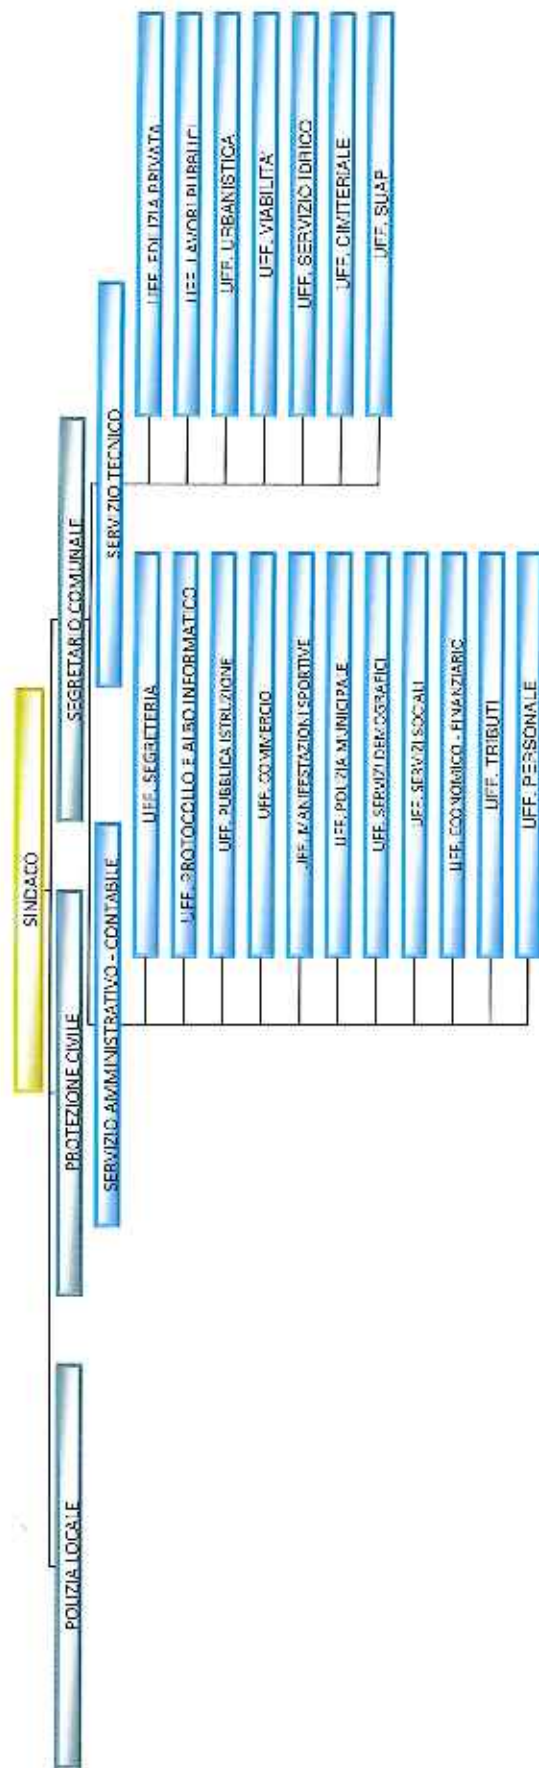 SINDACO
POLIZIA LOCALE
PROTEZIONE CIVILE
SEGRETARIO COMUNALE
SERVIZIO AMMINISTRATIVO - CONTABILE
SERVIZIO TECNICO
UFF. SEGRETERIA
UFF. PROTOCOLLO E ALBO INFORMATICO
UFF. PUBBLICA ISTRUZIONE
UFF. COMMERCIO
UFF. MANIFESTAZIONI SPORTIVE
UFF. POLIZIA MUNICIPALE
UFF. SERVIZI DEMOGRAFICI
UFF. SERVIZI SOCIALI
UFF. ECONOMICO - FINANZIARIO
UFF. TRIBUTI
UFF. PERSONALE
UFF. EDILIZIA PRIVATA
UFF. LAVORI PUBBLICI
UFF. URBANISTICA
UFF. VIABILITA'
UFF. SERVIZIO IDRICO
UFF. CIMITERIALE
UFF. SUAP